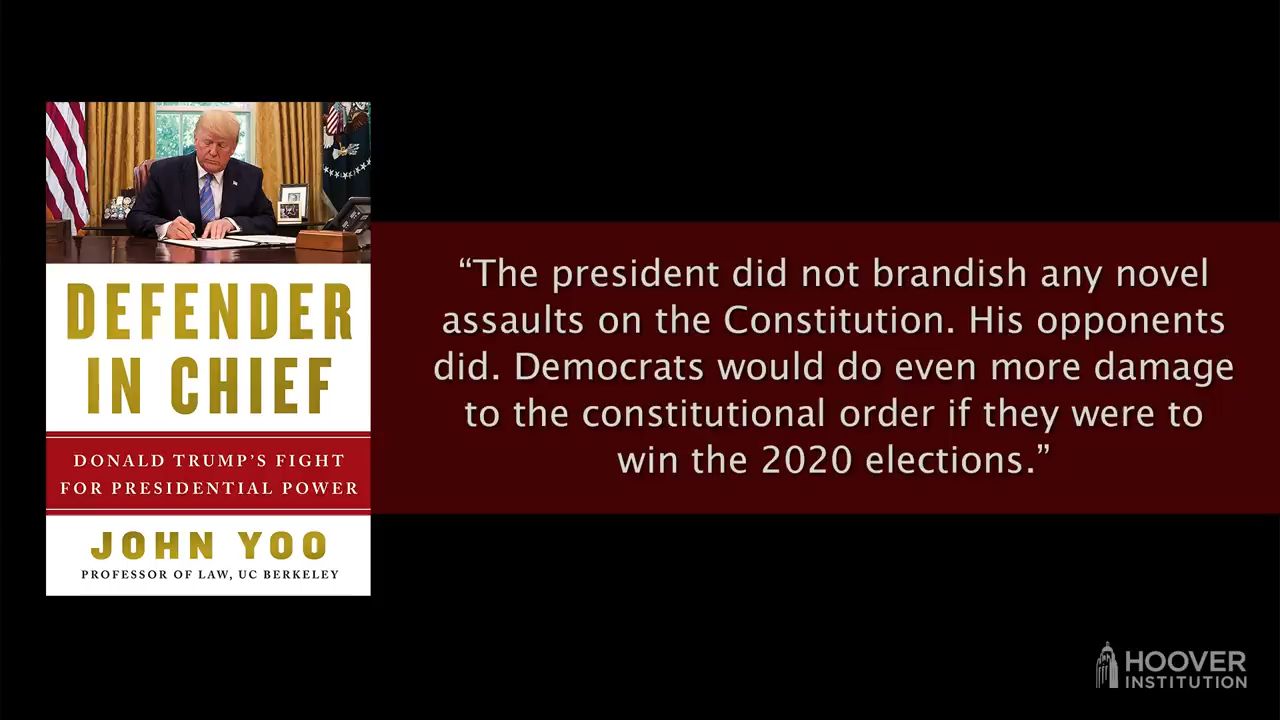 DEFENDER
IN CHIEF
DONALD TRUMP'S FIGHT
FOR PRESIDENTIAL POWER
JOHN YOO
PROFESSOR OF LAW, UC BERKELEY
“The president did not brandish any novel
assaults on the Constitution. His opponents
did. Democrats would do even more damage
to the constitutional order if they were to
win the 2020 elections.”
HOOVER
INSTITUTION